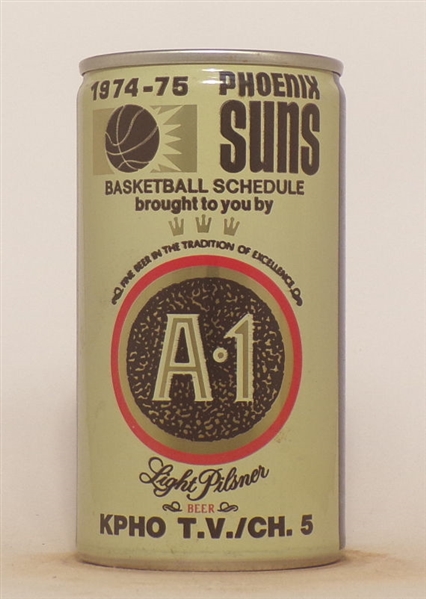 1974-75 PHOENIX
SUNS
BASKETBALL SCHEDULE
brought to you by
FINE BEER IN THE TRADITION OF EXCELLENCE
A·1
Light Pilsner
BEER
KPHO T.V./CH. 5